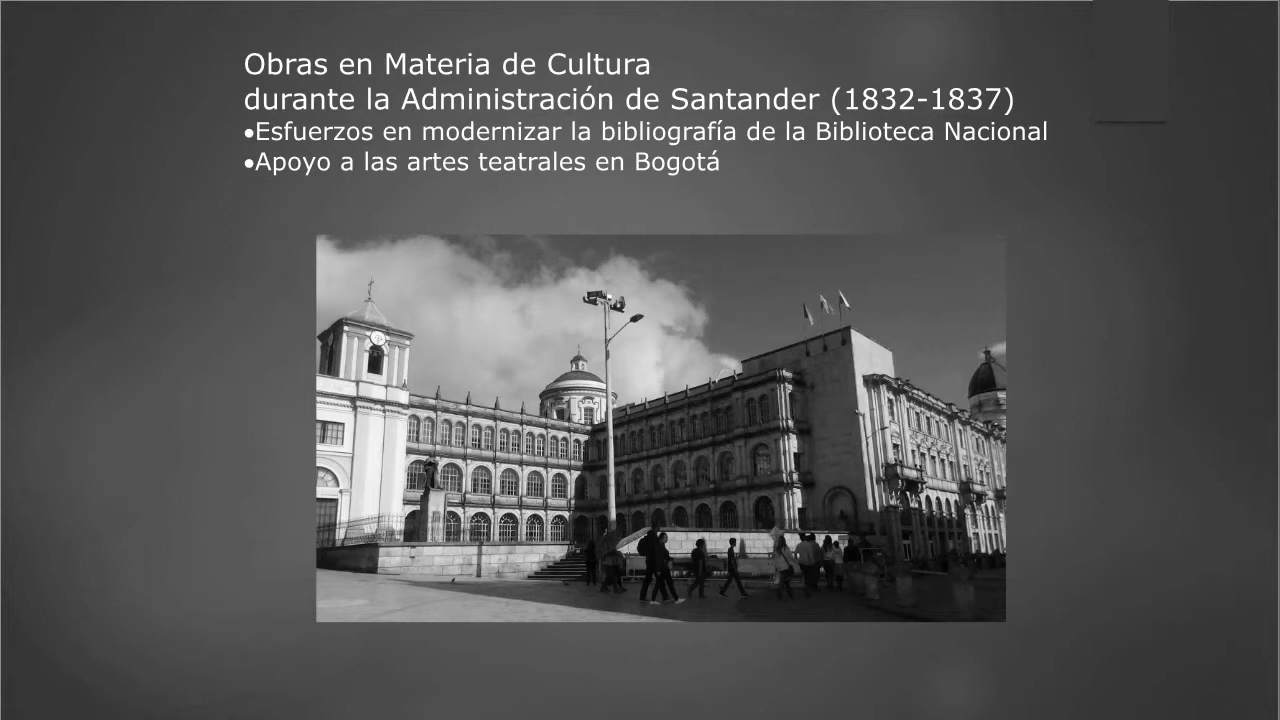 Obras en Materia de Cultura
durante la Administración de Santander (1832-1837)
•Esfuerzos en modernizar la bibliografía de la Biblioteca Nacional
•Apoyo a las artes teatrales en Bogotá